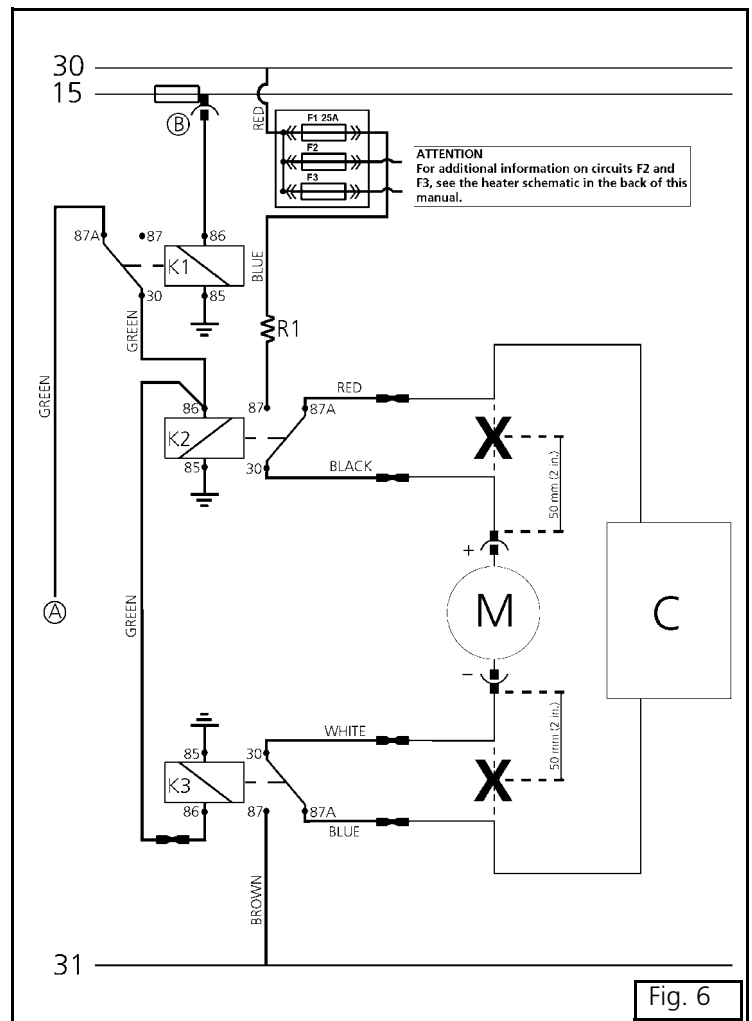 30
15
RED
F1 25A
B
F2
F3
ATTENTION
For additional information on circuits F2 and
F3, see the heater schematic in the back of this
manual.
87A
87
86
K1
BLUE
30
85
GREEN
R1
GREEN
RED
86
87
87A
K2
X
85
30
BLACK
50 mm (2 in.)
+
A
GREEN
M
C
–
WHITE
50 mm (2 in.)
85
30
K3
X
86
87
87A
BLUE
BROWN
31
Fig. 6